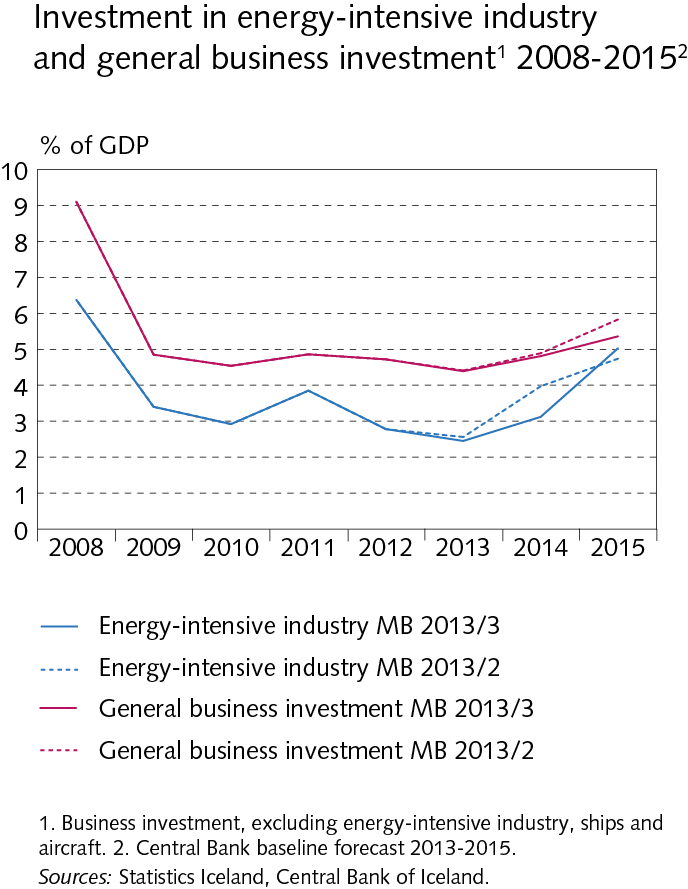 Investment in energy-intensive industry
and general business investment¹ 2008-2015²
% of GDP
10
9
8
7
6
5
4
3
2
1
0
2008 2009 2010 2011 2012 2013 2014 2015
Energy-intensive industry MB 2013/3
Energy-intensive industry MB 2013/2
General business investment MB 2013/3
General business investment MB 2013/2
1. Business investment, excluding energy-intensive industry, ships and
aircraft. 2. Central Bank baseline forecast 2013-2015.
Sources: Statistics Iceland, Central Bank of Iceland.